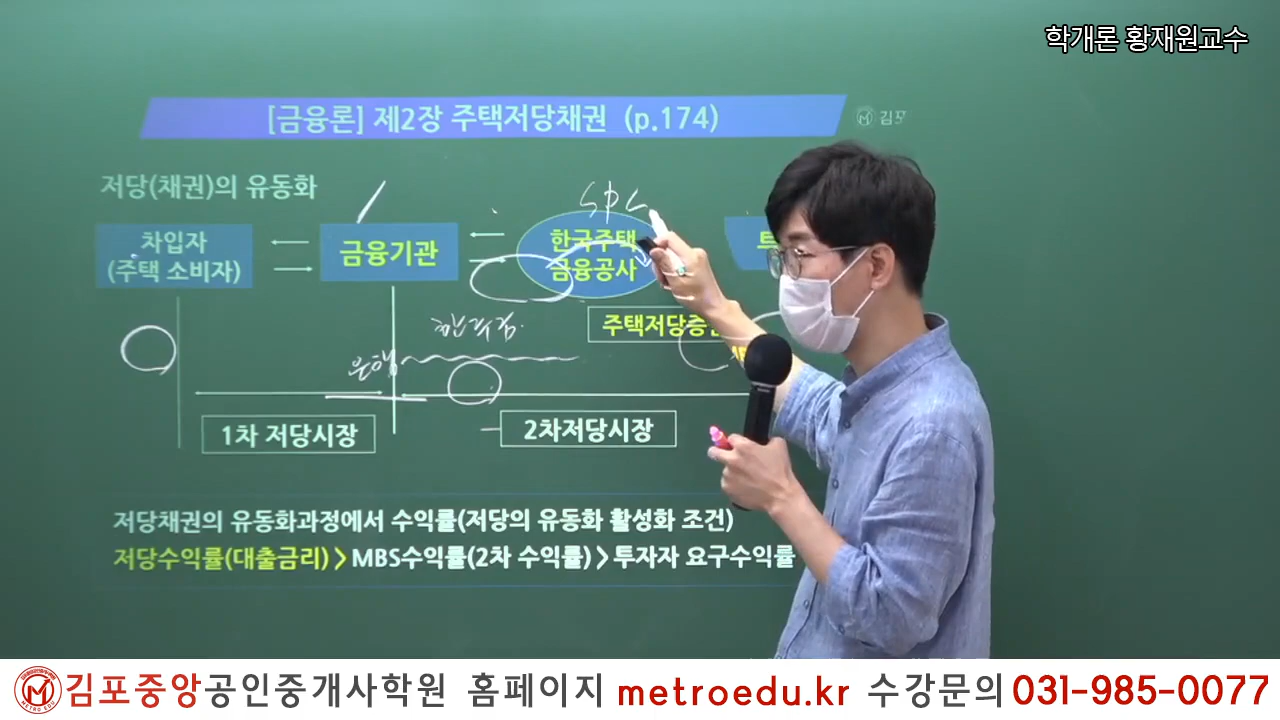 학개론 황재원교수
[금융론] 제2장 주택저당채권 (p.174)
김포
저당(채권)의 유동화
차입자
(주택 소비자)
금융기관
SPC
한국주택
금융공사
주택저당증
은행
1차 저당시장
2차저당시장
저당채권의 유동화과정에서 수익률(저당의 유동화 활성화 조건)
저당수익률(대출금리) > MBS수익률(2차 수익률) > 투자자 요구수익률
김포중앙공인중개사학원 홈페이지 metroedu.kr 수강문의 031-985-0077
METRO EDU